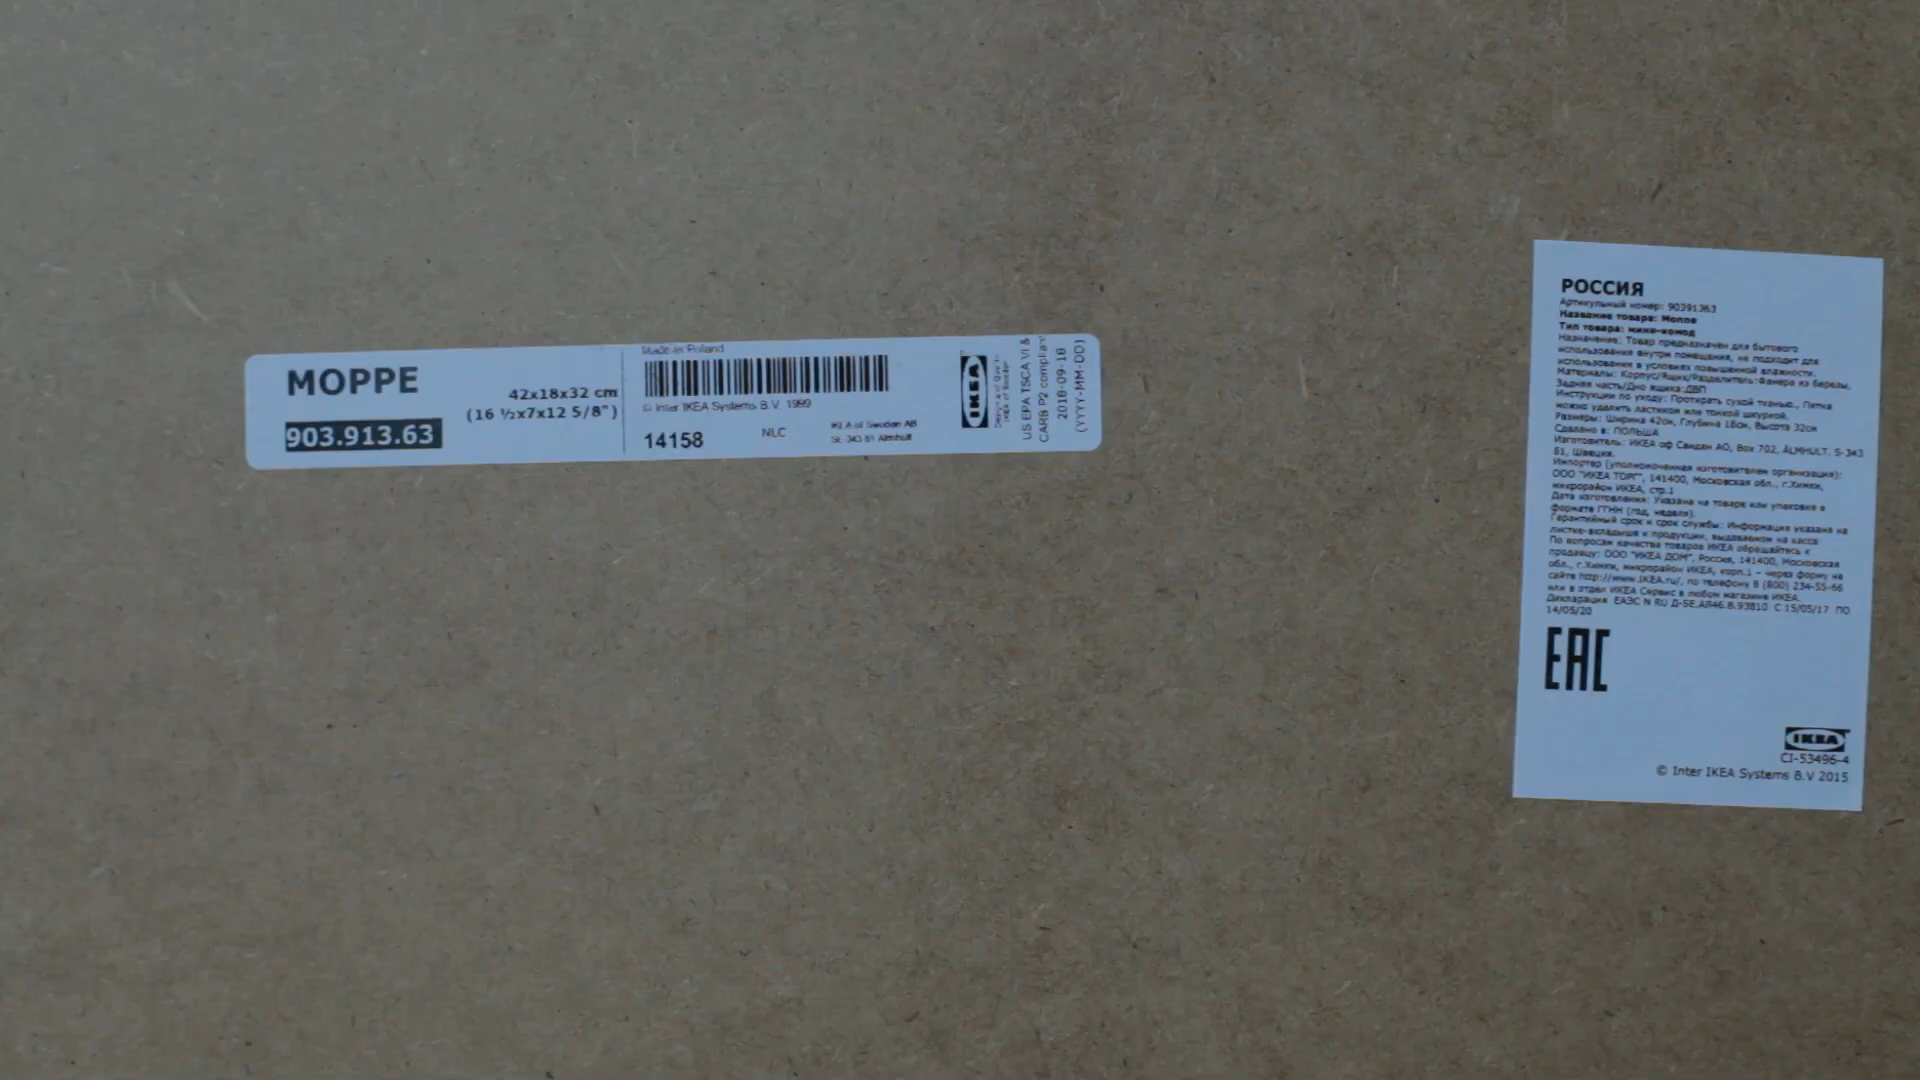 MOPPE
903.913.63
42x18x32 cm
(16 ½x7x12 5/8")
Made in Poland
© Inter IKEA Systems B.V. 1999
14158
NLC
IKEA of Sweden AB
SE-343 81 Älmhult
IKEA
Design and Quality
IKEA of Sweden
US EPA TSCA VI &
CARB P2 compliant
2018-09-18
(YYYY-MM-DD)
РОССИЯ
Артикульный номер: 90391363
Название товара: Моппе
Тип товара: мини-комод
Назначение: Товар предназначен для бытового
использования внутри помещения, не подходит для
использования в условиях повышенной влажности.
Материалы: Корпус/Ящик/Разделитель:Фанера из березы,
Задняя часть/Дно ящика:ДВП
Инструкции по уходу: Протирать сухой тканью., Пятна
можно удалить ластиком или тонкой шкуркой.
Размеры: Ширина 42см, Глубина 18см, Высота 32см
Сделано в: ПОЛЬША
Изготовитель: ИКЕА оф Свиден АО, Box 702, ÄLMHULT, S-343
81, Швеция.
Импортер (уполномоченная изготовителем организация):
ООО "ИКЕА ТОРГ", 141400, Московская обл., г.Химки,
микрорайон ИКЕА, стр.1
Дата изготовления: Указана на товаре или упаковке в
формате ГГНН (год, неделя).
Гарантийный срок и срок службы: Информация указана на
листке-вкладыше к продукции, выдаваемом на кассе
По вопросам качества товаров ИКЕА обращайтесь к
продавцу: ООО "ИКЕА ДОМ", Россия, 141400, Московская
обл., г.Химки, микрорайон ИКЕА, корп.1 – через форму на
сайте http://www.IKEA.ru/, по телефону 8 (800) 234-55-66
или в отдел ИКЕА Сервис в любом магазине ИКЕА.
Декларация ЕАЭС N RU Д-SE.АЯ46.В.93810 С 15/05/17 ПО
14/05/20
EAC
IKEA
CI-53496-4
© Inter IKEA Systems B.V 2015